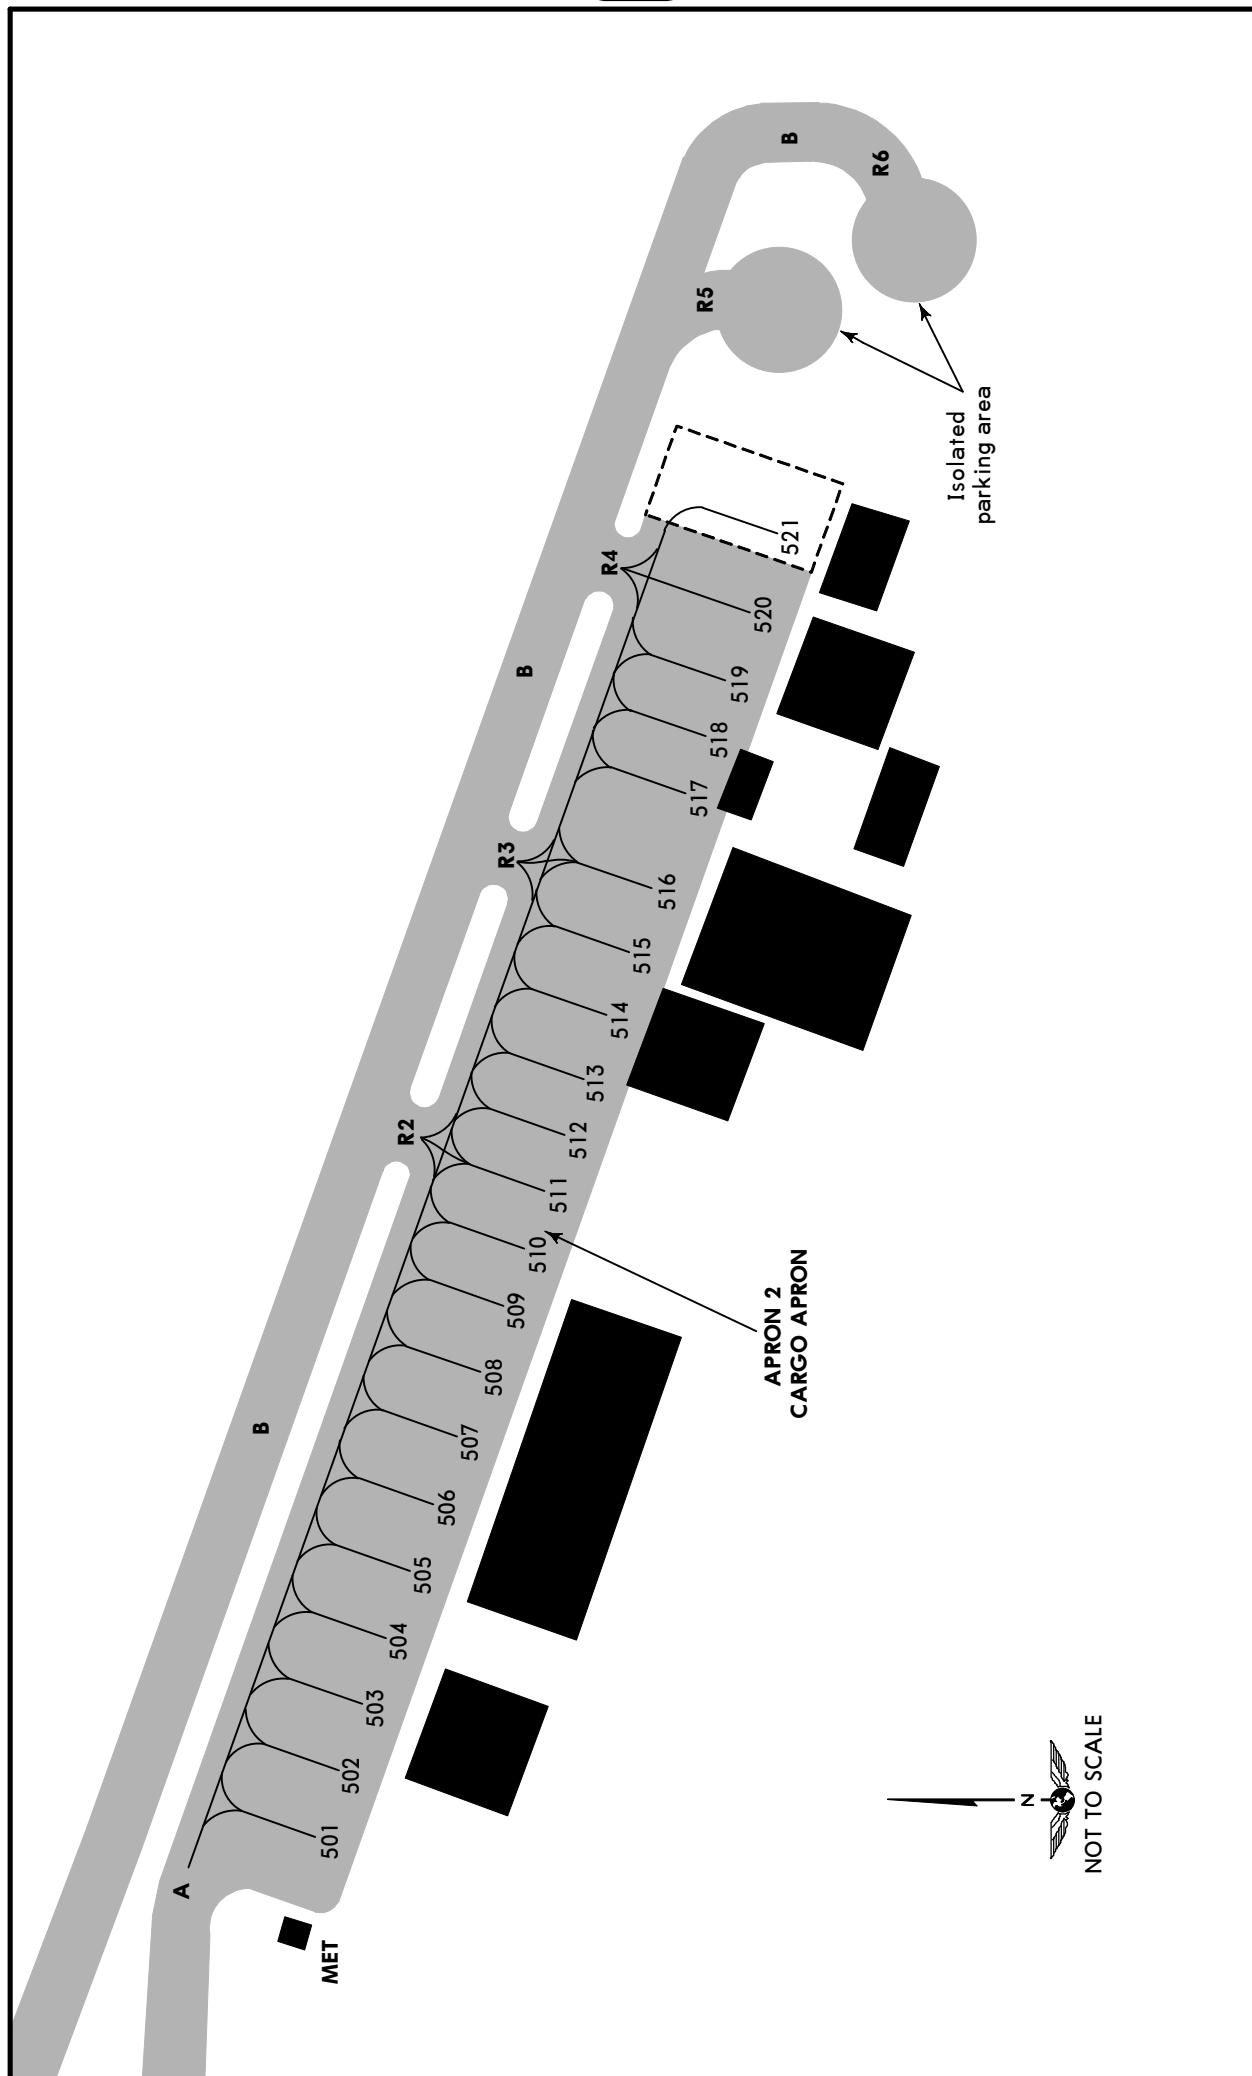 B
R6
R5
Isolated
parking area
R4
521
520
B
519
518
517
R3
516
515
514
513
R2
512
511
510
APRON 2
CARGO APRON
509
508
B
507
506
505
504
503
502
501
A
MET
N
NOT TO SCALE